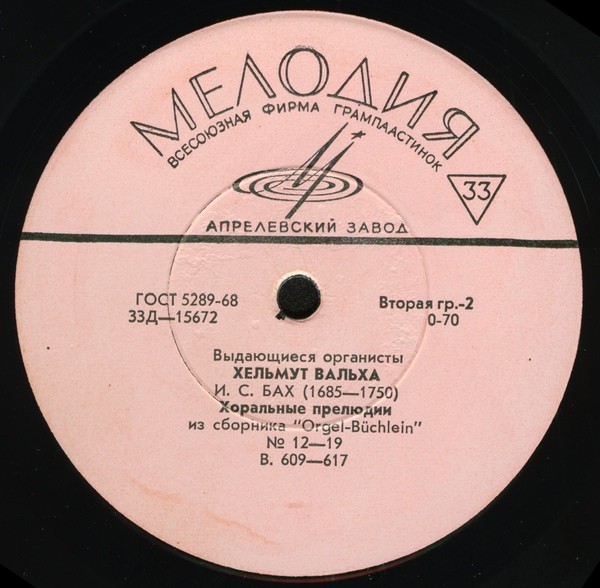 МЕЛОДИЯ
ВСЕСОЮЗНАЯ ФИРМА ГРАМПЛАСТИНОК
33
АПРЕЛЕВСКИЙ ЗАВОД
ГОСТ 5289-68
33Д—15672
Вторая гр.-2
0-70
Выдающиеся органисты
ХЕЛЬМУТ ВАЛЬХА
И. С. БАХ (1685—1750)
Хоральные прелюдии
из сборника "Orgel-Büchlein"
№ 12—19
В. 609—617